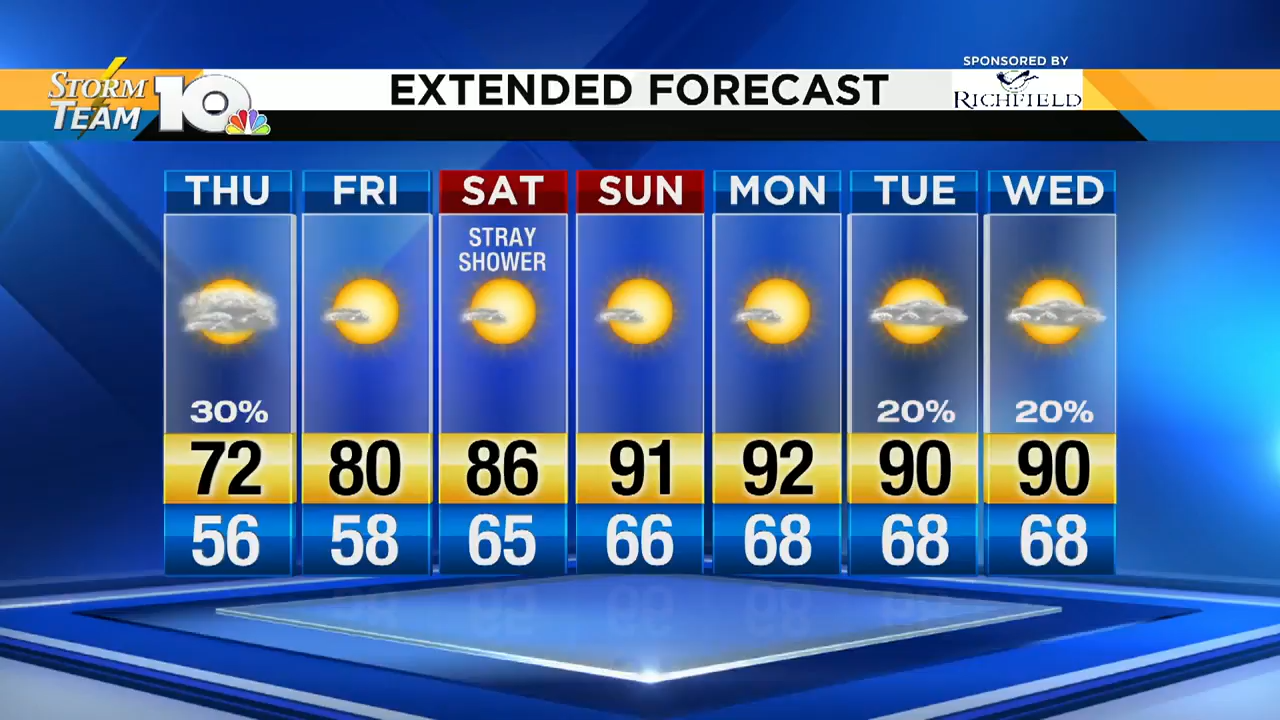 STORM
TEAM
10
EXTENDED FORECAST
SPONSORED BY
RICHFIELD
THU FRI SAT SUN MON TUE WED
STRAY
SHOWER
30% 20% 20%
72 80 86 91 92 90 90
56 58 65 66 68 68 68